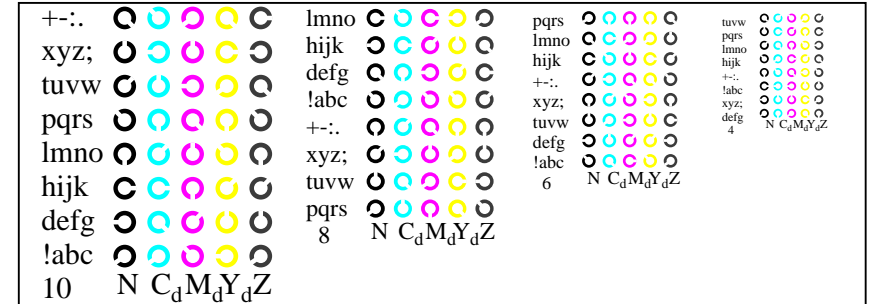 +-:.
xyz;
tuvw
pqrs
lmno
hijk
defg
!abc
10 N CdMdYdZ
lmno
hijk
defg
!abc
+-:.
xyz;
tuvw
pqrs
8 N CdMdYdZ
pqrs
lmno
hijk
+-:.
xyz;
tuvw
defg
!abc
6 N CdMdYdZ
tuvw
pqrs
lmno
hijk
+-:.
!abc
xyz;
defg
4 N CdMdYdZ